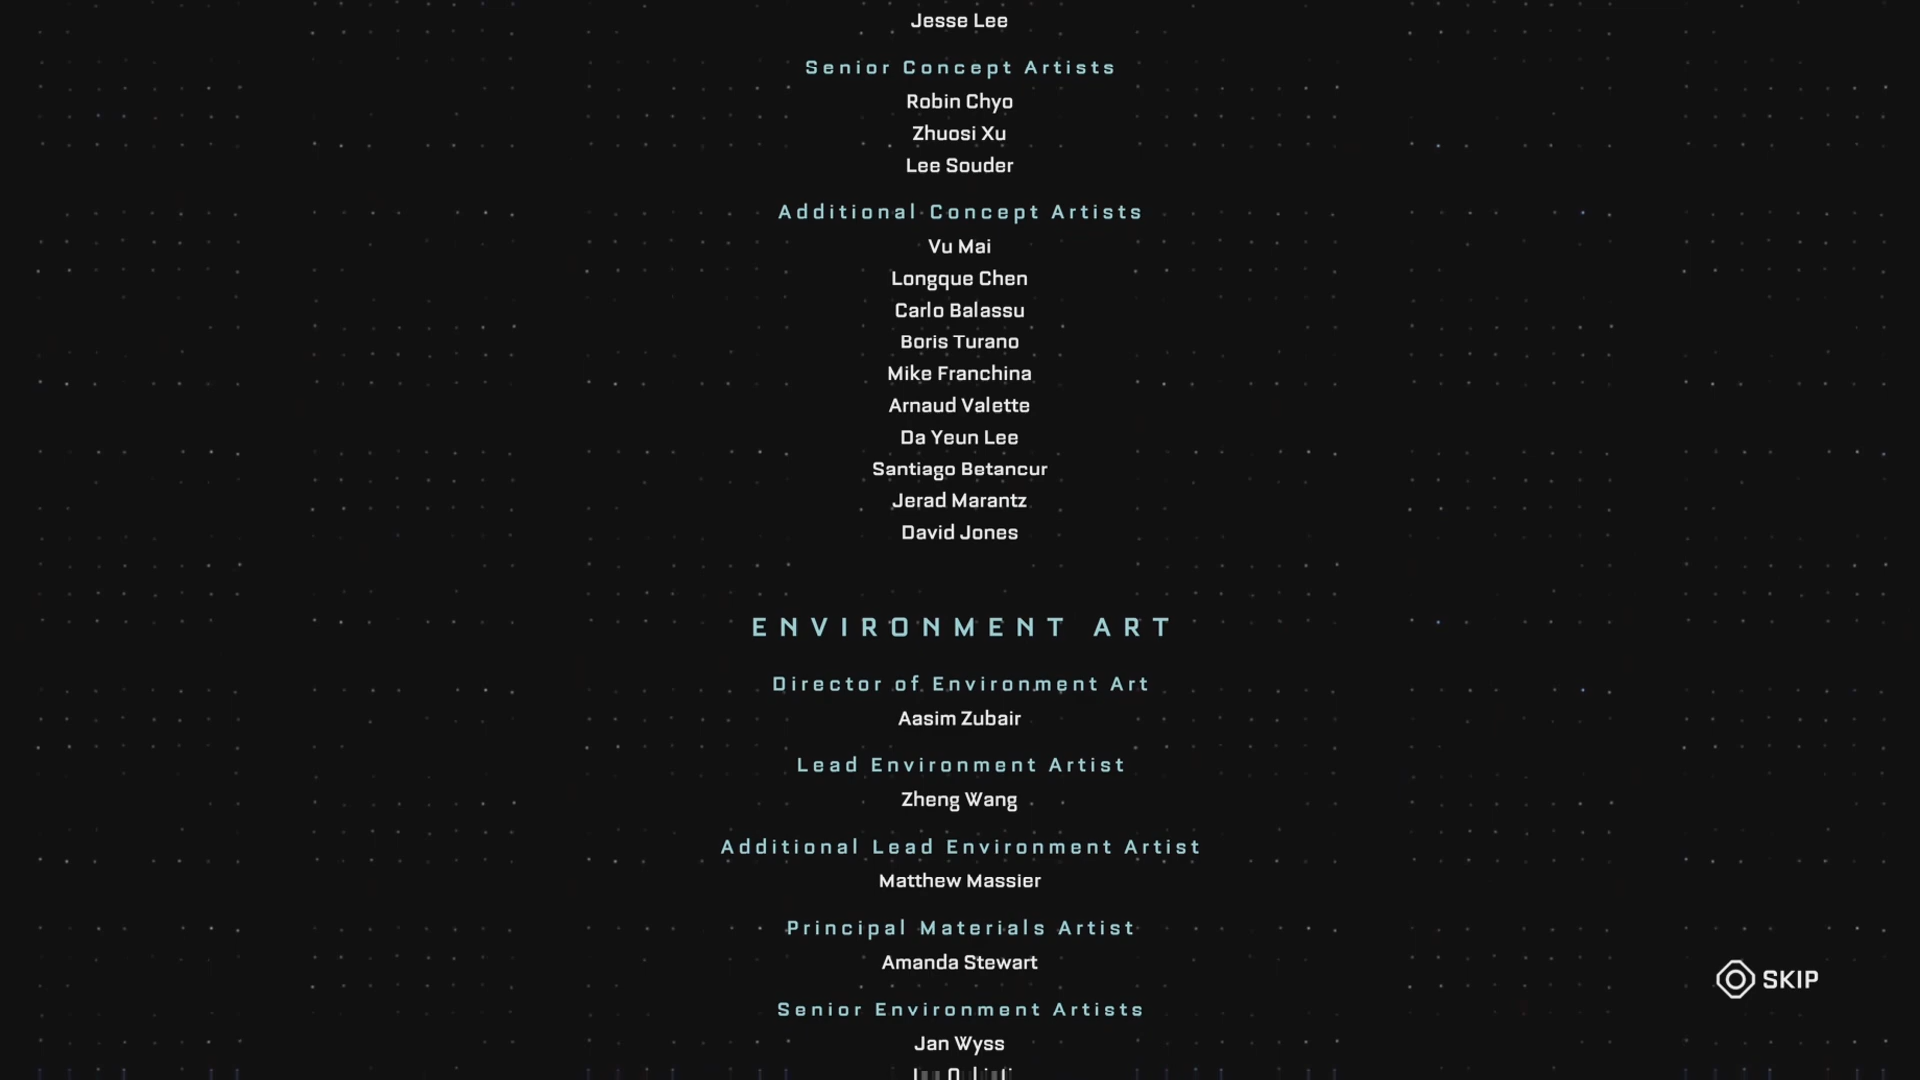 Jesse Lee
Senior Concept Artists
Robin Chyo
Zhuosi Xu
Lee Souder
Additional Concept Artists
Vu Mai
Longque Chen
Carlo Balassu
Boris Turano
Mike Franchina
Arnaud Valette
Da Yeun Lee
Santiago Betancur
Jerad Marantz
David Jones
ENVIRONMENT ART
Director of Environment Art
Aasim Zubair
Lead Environment Artist
Zheng Wang
Additional Lead Environment Artist
Matthew Massier
Principal Materials Artist
Amanda Stewart
SKIP
Senior Environment Artists
Jan Wyss